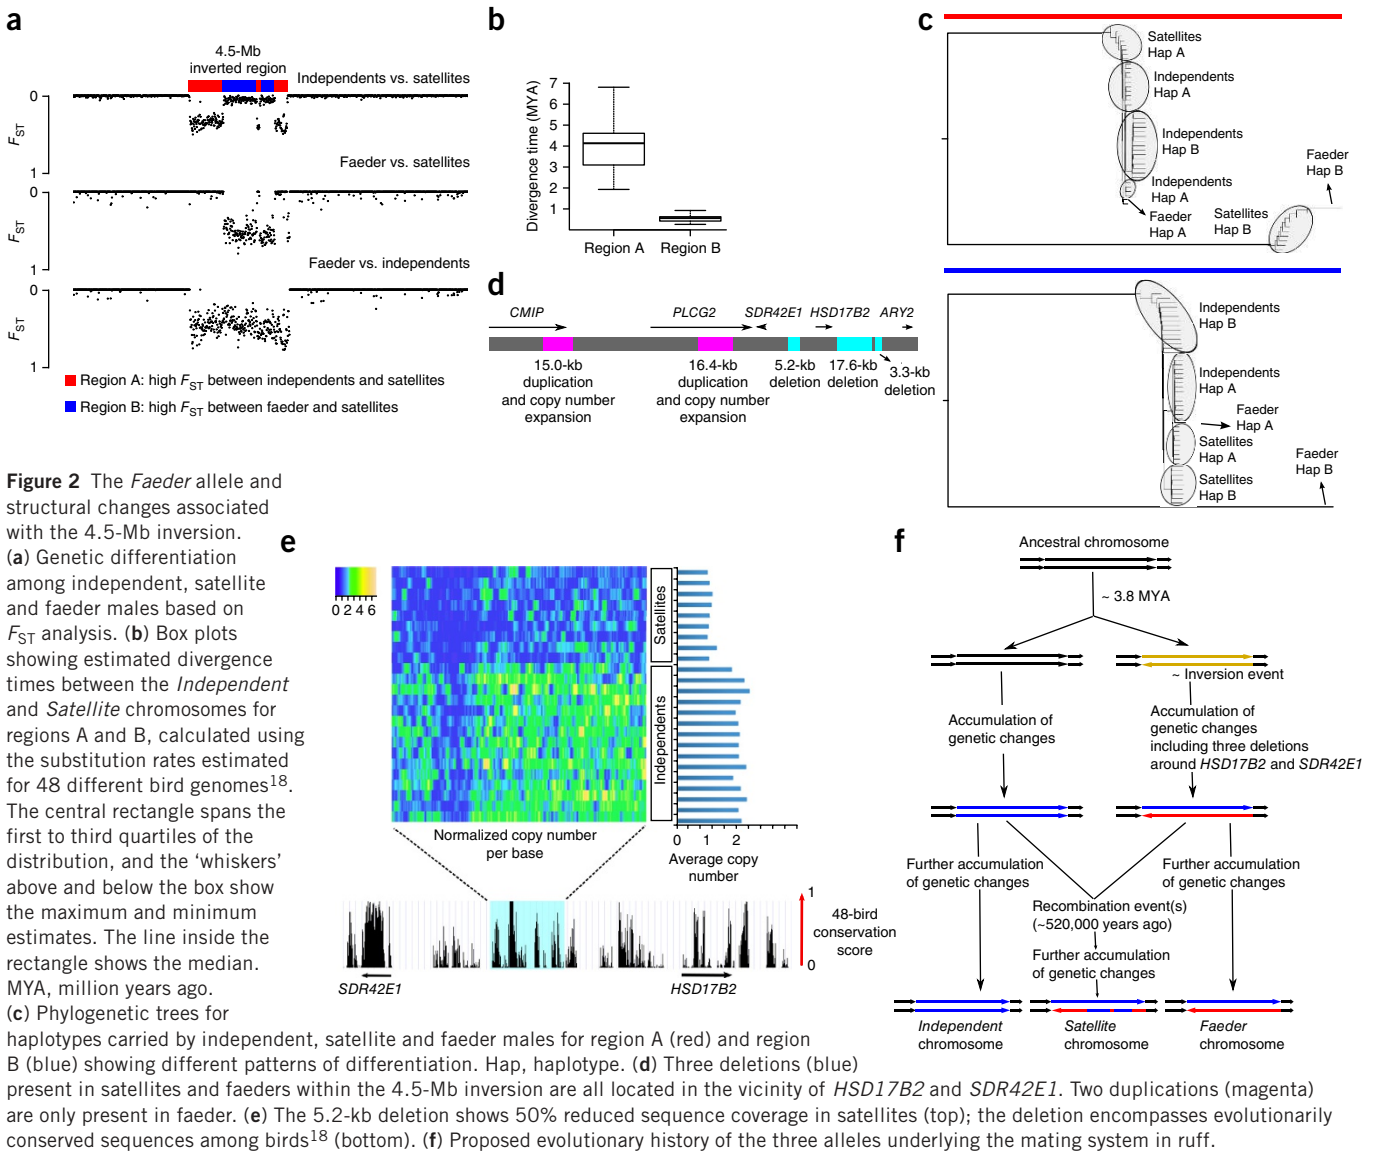 a
4.5-Mb
inverted region
Independents vs. satellites
0
FST
1
Faeder vs. satellites
0
FST
1
Faeder vs. independents
0
FST
1
Region A: high FST between independents and satellites
Region B: high FST between faeder and satellites
b
Divergence time (MYA)
7
6
5
4
3
2
1
Region A Region B
c
Satellites
Hap A
Independents
Hap A
Independents
Hap B
Independents
Hap A
Faeder
Hap A
Satellites
Hap B
Faeder
Hap B
Independents
Hap B
Independents
Hap A
Faeder
Hap A
Satellites
Hap A
Satellites
Hap B
Faeder
Hap B
d
CMIP PLCG2 SDR42E1 HSD17B2 ARY2
15.0-kb
duplication
and copy number
expansion
16.4-kb
duplication
and copy number
expansion
5.2-kb
deletion
17.6-kb
deletion
3.3-kb
deletion
Figure 2 The Faeder allele and
structural changes associated
with the 4.5-Mb inversion.
(a) Genetic differentiation
among independent, satellite
and faeder males based on
FST analysis. (b) Box plots
showing estimated divergence
times between the Independent
and Satellite chromosomes for
regions A and B, calculated using
the substitution rates estimated
for 48 different bird genomes18.
The central rectangle spans the
first to third quartiles of the
distribution, and the ‘whiskers’
above and below the box show
the maximum and minimum
estimates. The line inside the
rectangle shows the median.
MYA, million years ago.
(c) Phylogenetic trees for
haplotypes carried by independent, satellite and faeder males for region A (red) and region
B (blue) showing different patterns of differentiation. Hap, haplotype. (d) Three deletions (blue)
present in satellites and faeders within the 4.5-Mb inversion are all located in the vicinity of HSD17B2 and SDR42E1. Two duplications (magenta)
are only present in faeder. (e) The 5.2-kb deletion shows 50% reduced sequence coverage in satellites (top); the deletion encompasses evolutionarily
conserved sequences among birds18 (bottom). (f) Proposed evolutionary history of the three alleles underlying the mating system in ruff.
e
0 2 4 6
Satellites
Independents
Normalized copy number
per base
0 1 2
Average copy
number
1
48-bird
conservation
score
0
SDR42E1
HSD17B2
f
Ancestral chromosome
~ 3.8 MYA
~ Inversion event
Accumulation of
genetic changes
Accumulation of
genetic changes
including three deletions
around HSD17B2 and SDR42E1
Further accumulation
of genetic changes
Further accumulation
of genetic changes
Recombination event(s)
(~520,000 years ago)
Further accumulation
of genetic changes
Independent
chromosome
Satellite
chromosome
Faeder
chromosome